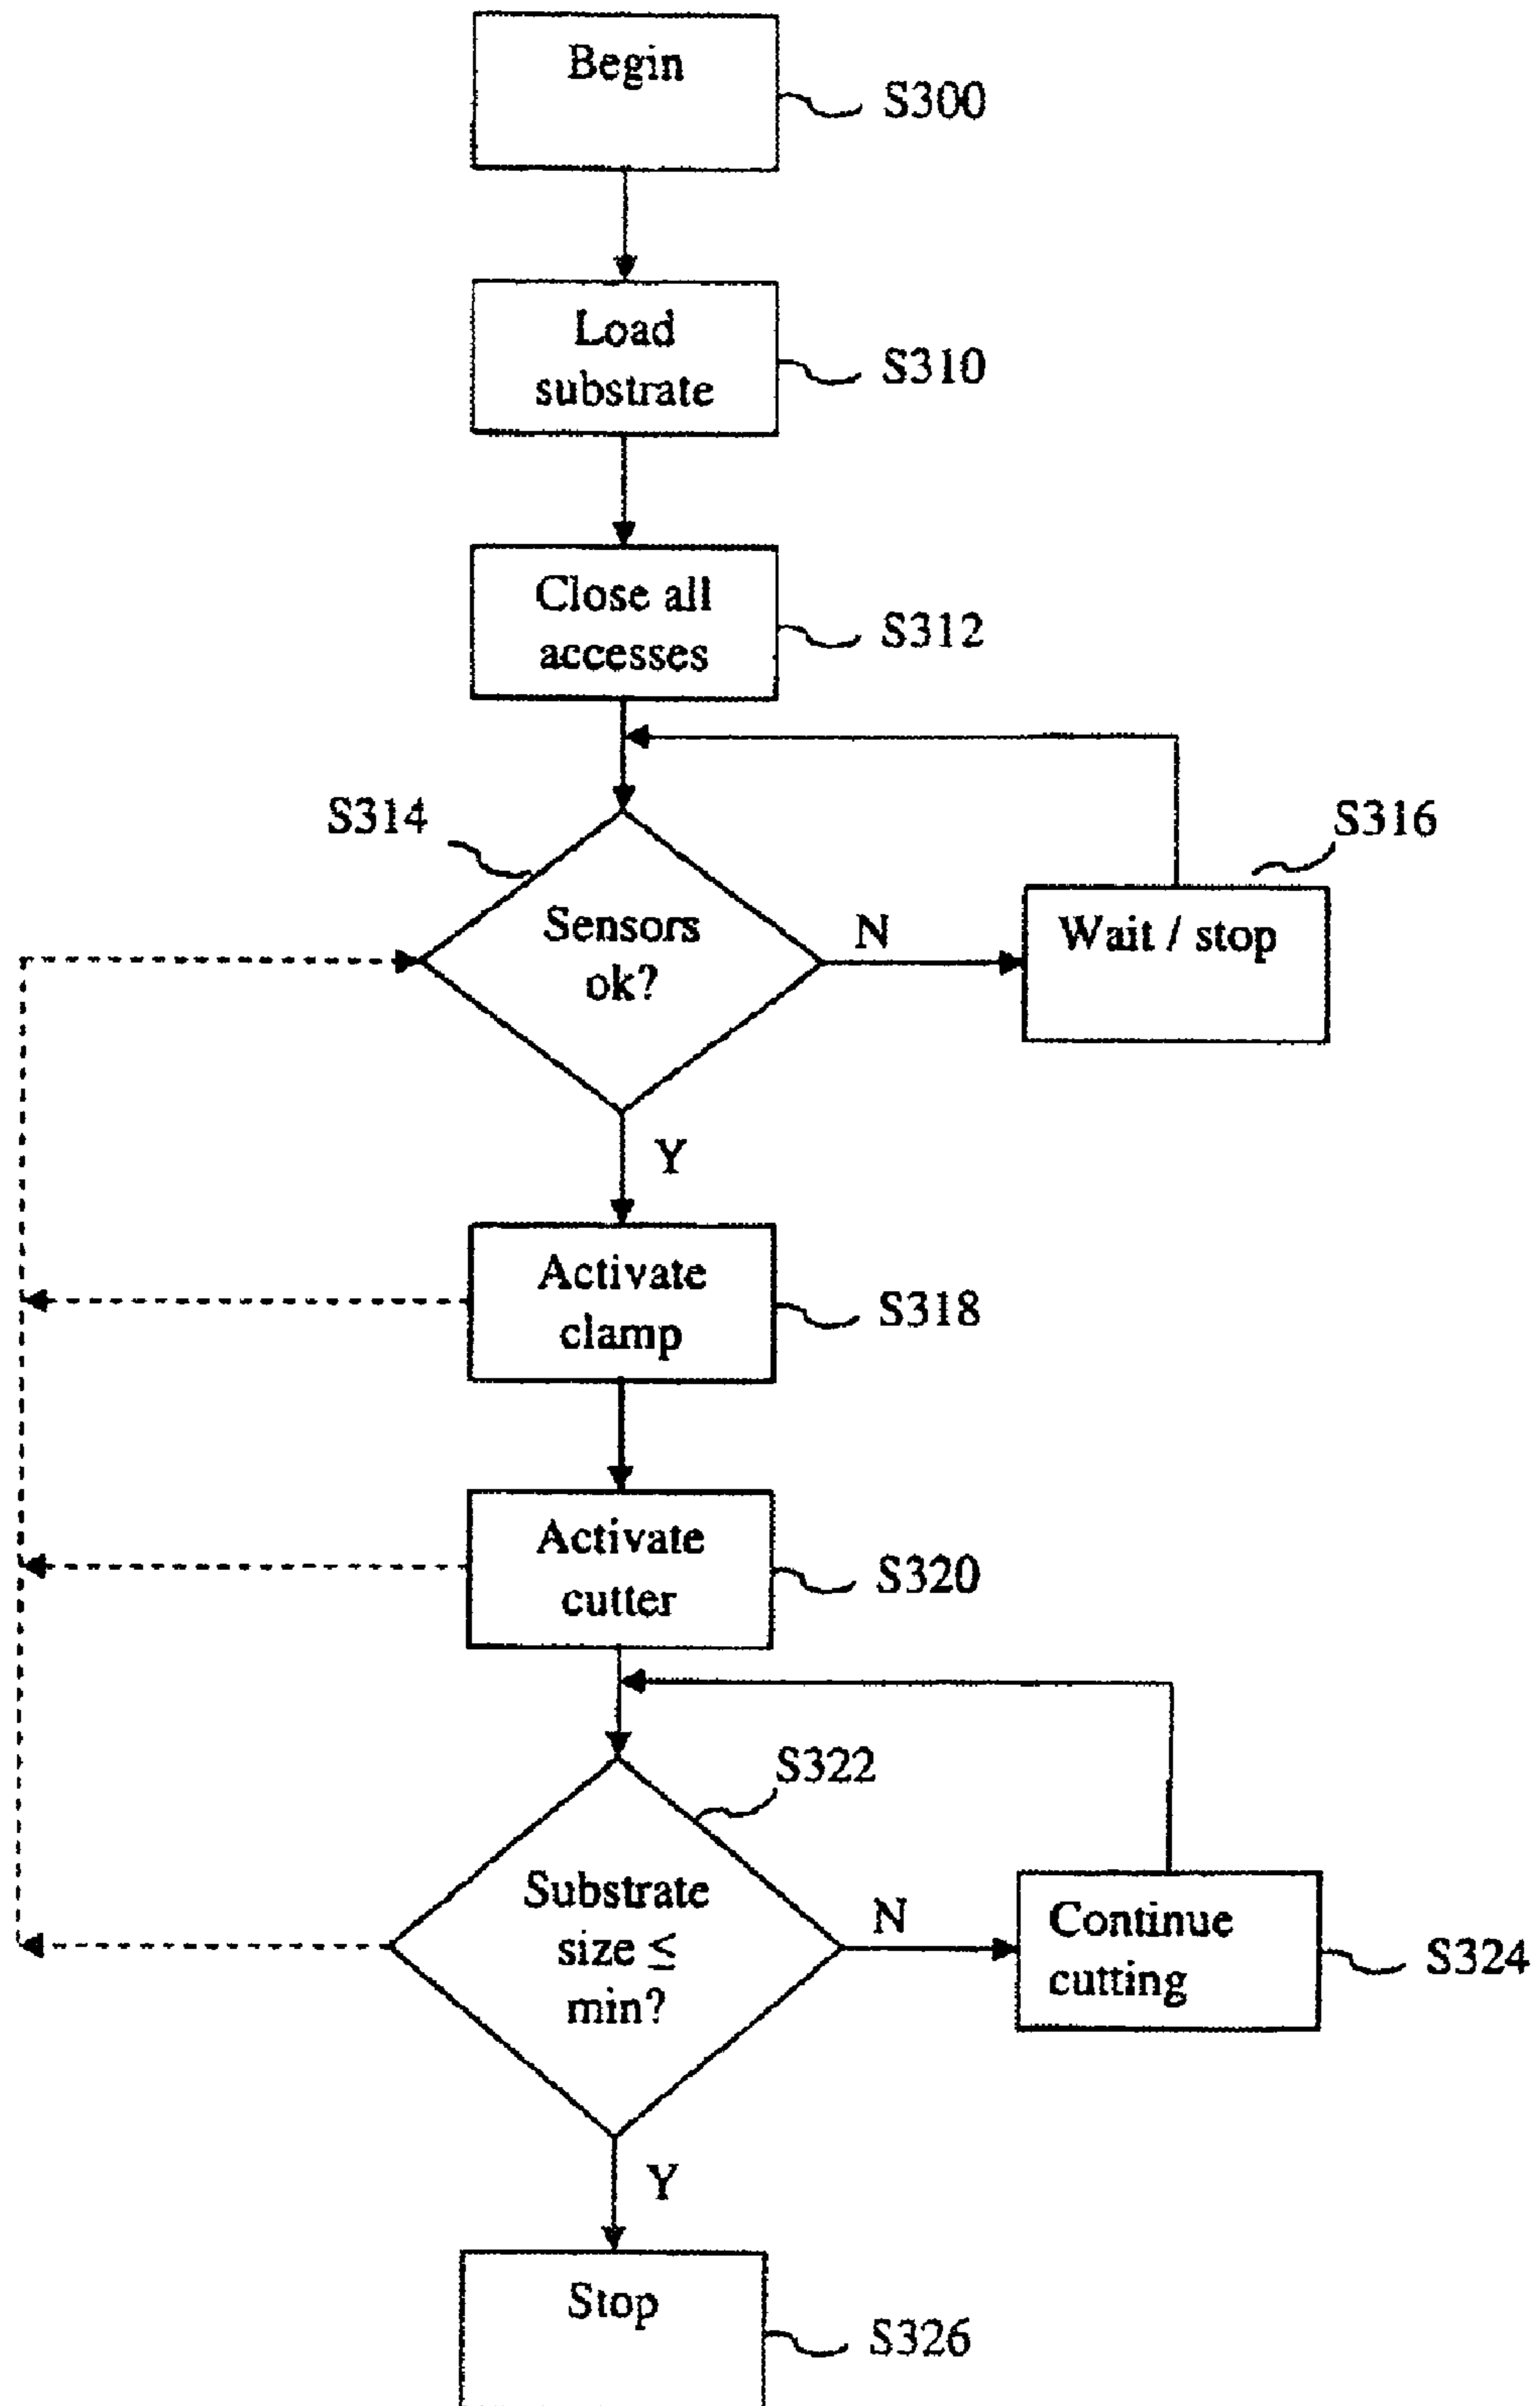 Begin
S300
Load
substrate
S310
Close all
accesses
S312
S314
Sensors
ok?
N
S316
Wait / stop
Y
Activate
clamp
S318
Activate
cutter
S320
S322
Substrate
size ≤
min?
N
Continue
cutting
S324
Y
Stop
S326